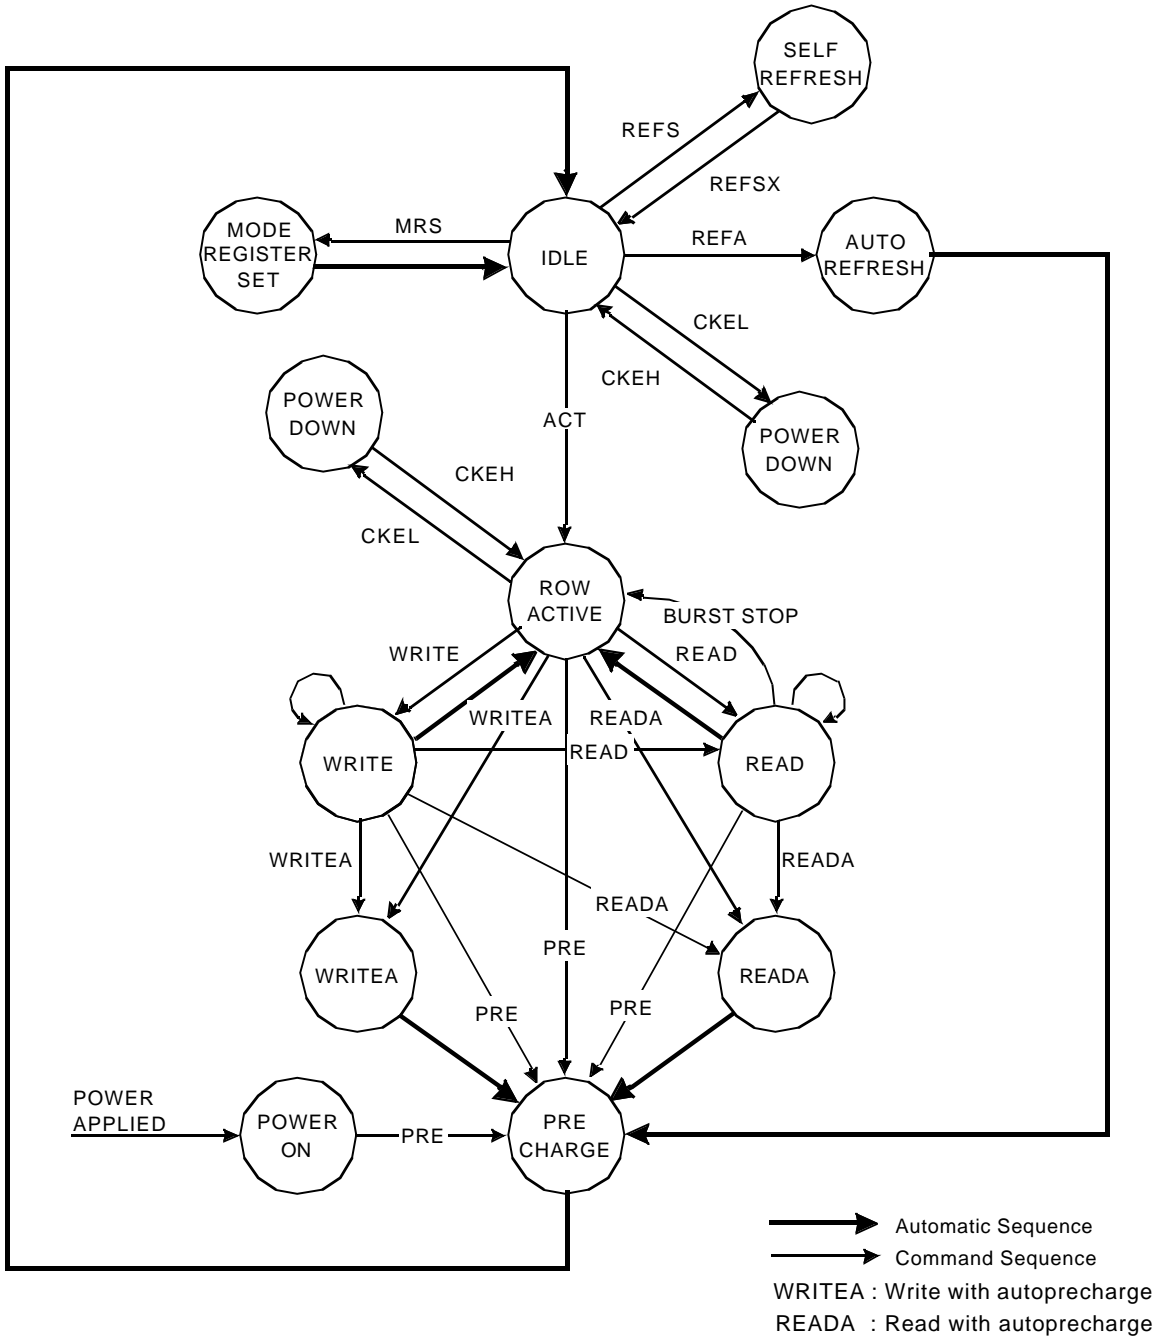 SELF
REFRESH
REFS
REFSX
MODE
REGISTER
SET
MRS
IDLE
REFA
AUTO
REFRESH
CKEL
CKEH
POWER
DOWN
ACT
POWER
DOWN
CKEH
CKEL
ROW
ACTIVE
BURST STOP
WRITE
READ
WRITEA
READA
WRITE
READ
READ
WRITEA
READA
READA
PRE
WRITEA
READA
PRE
PRE
POWER
APPLIED
POWER
ON
PRE
PRE
CHARGE
Automatic Sequence
Command Sequence
WRITEA : Write with autoprecharge
READA : Read with autoprecharge